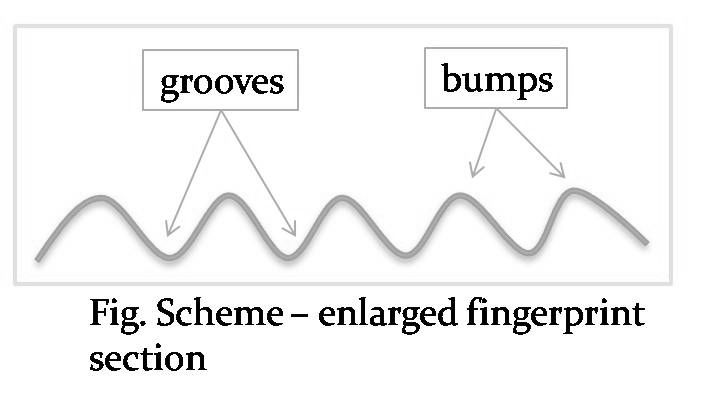 grooves
bumps
Fig. Scheme – enlarged fingerprint
section